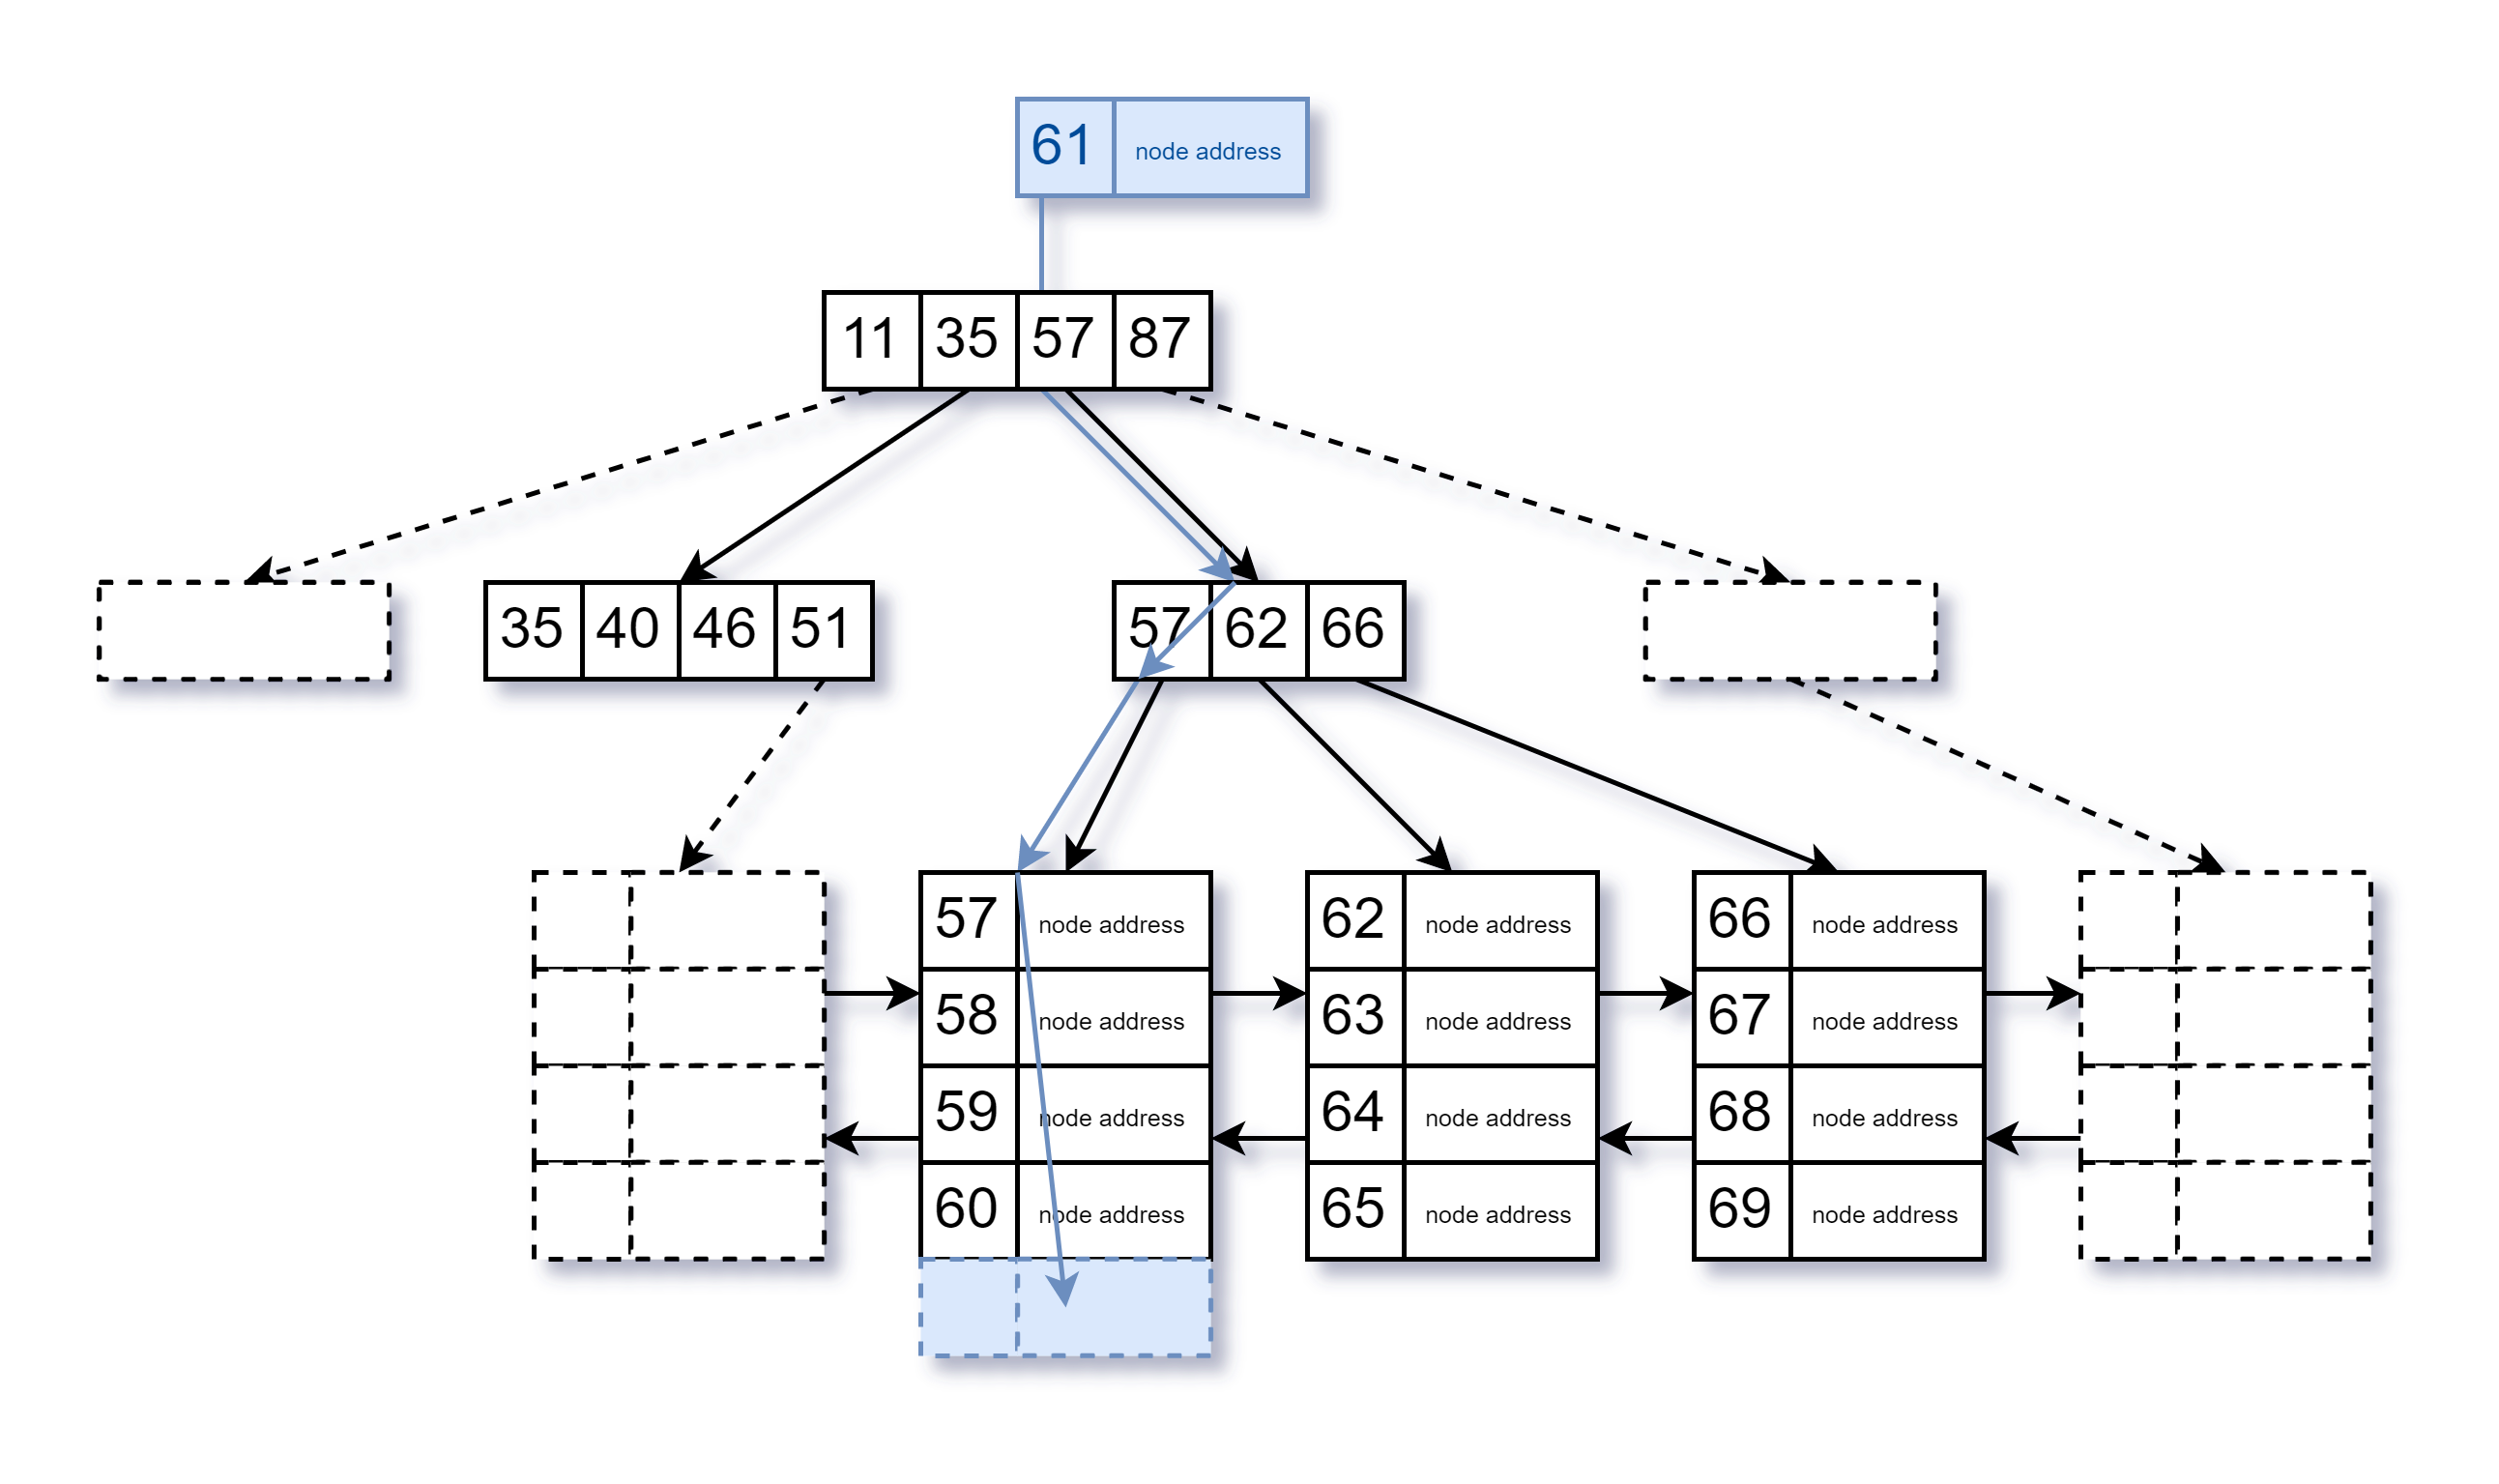 61 node address
11 35 57 87
35 40 46 51
57 62 66
57 node address
58 node address
59 node address
60 node address
62 node address
63 node address
64 node address
65 node address
66 node address
67 node address
68 node address
69 node address